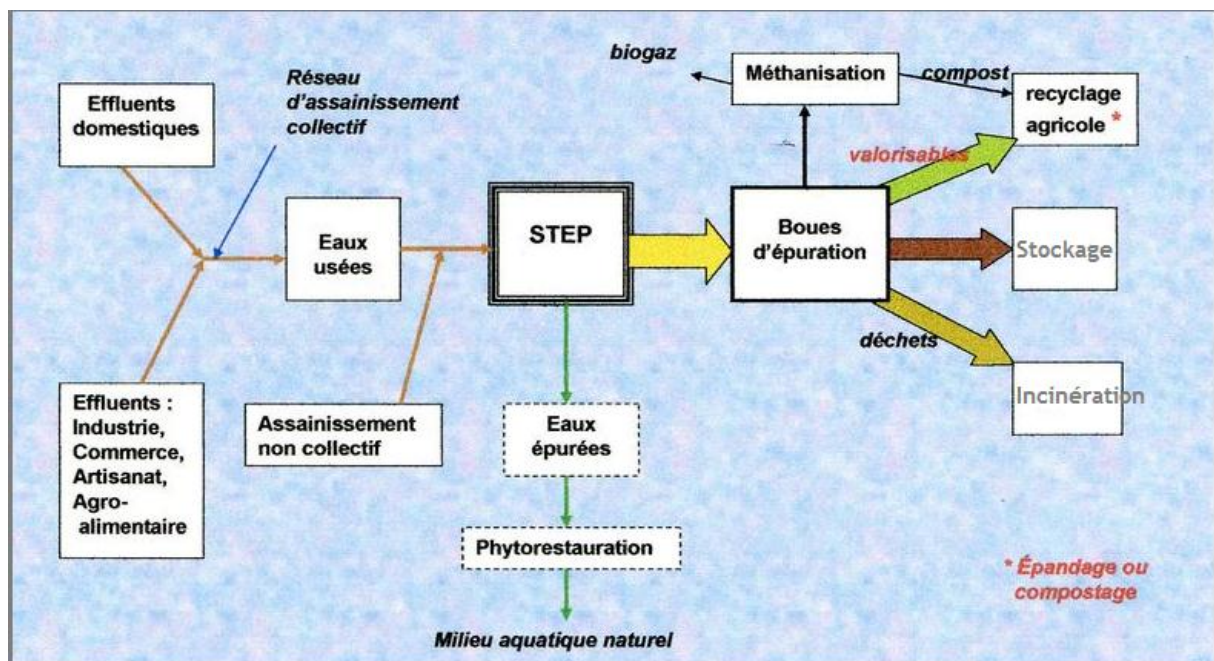 Effluents
domestiques
Réseau
d'assainissement
collectif
biogaz
Méthanisation
compost
recyclage
agricole *
valorisables
Eaux
usées
STEP
Boues
d'épuration
Stockage
déchets
Incinération
Effluents :
Industrie,
Commerce,
Artisanat,
Agro-
alimentaire
Assainissement
non collectif
Eaux
épurées
Phytorestauration
Milieu aquatique naturel
* Épandage ou
compostage